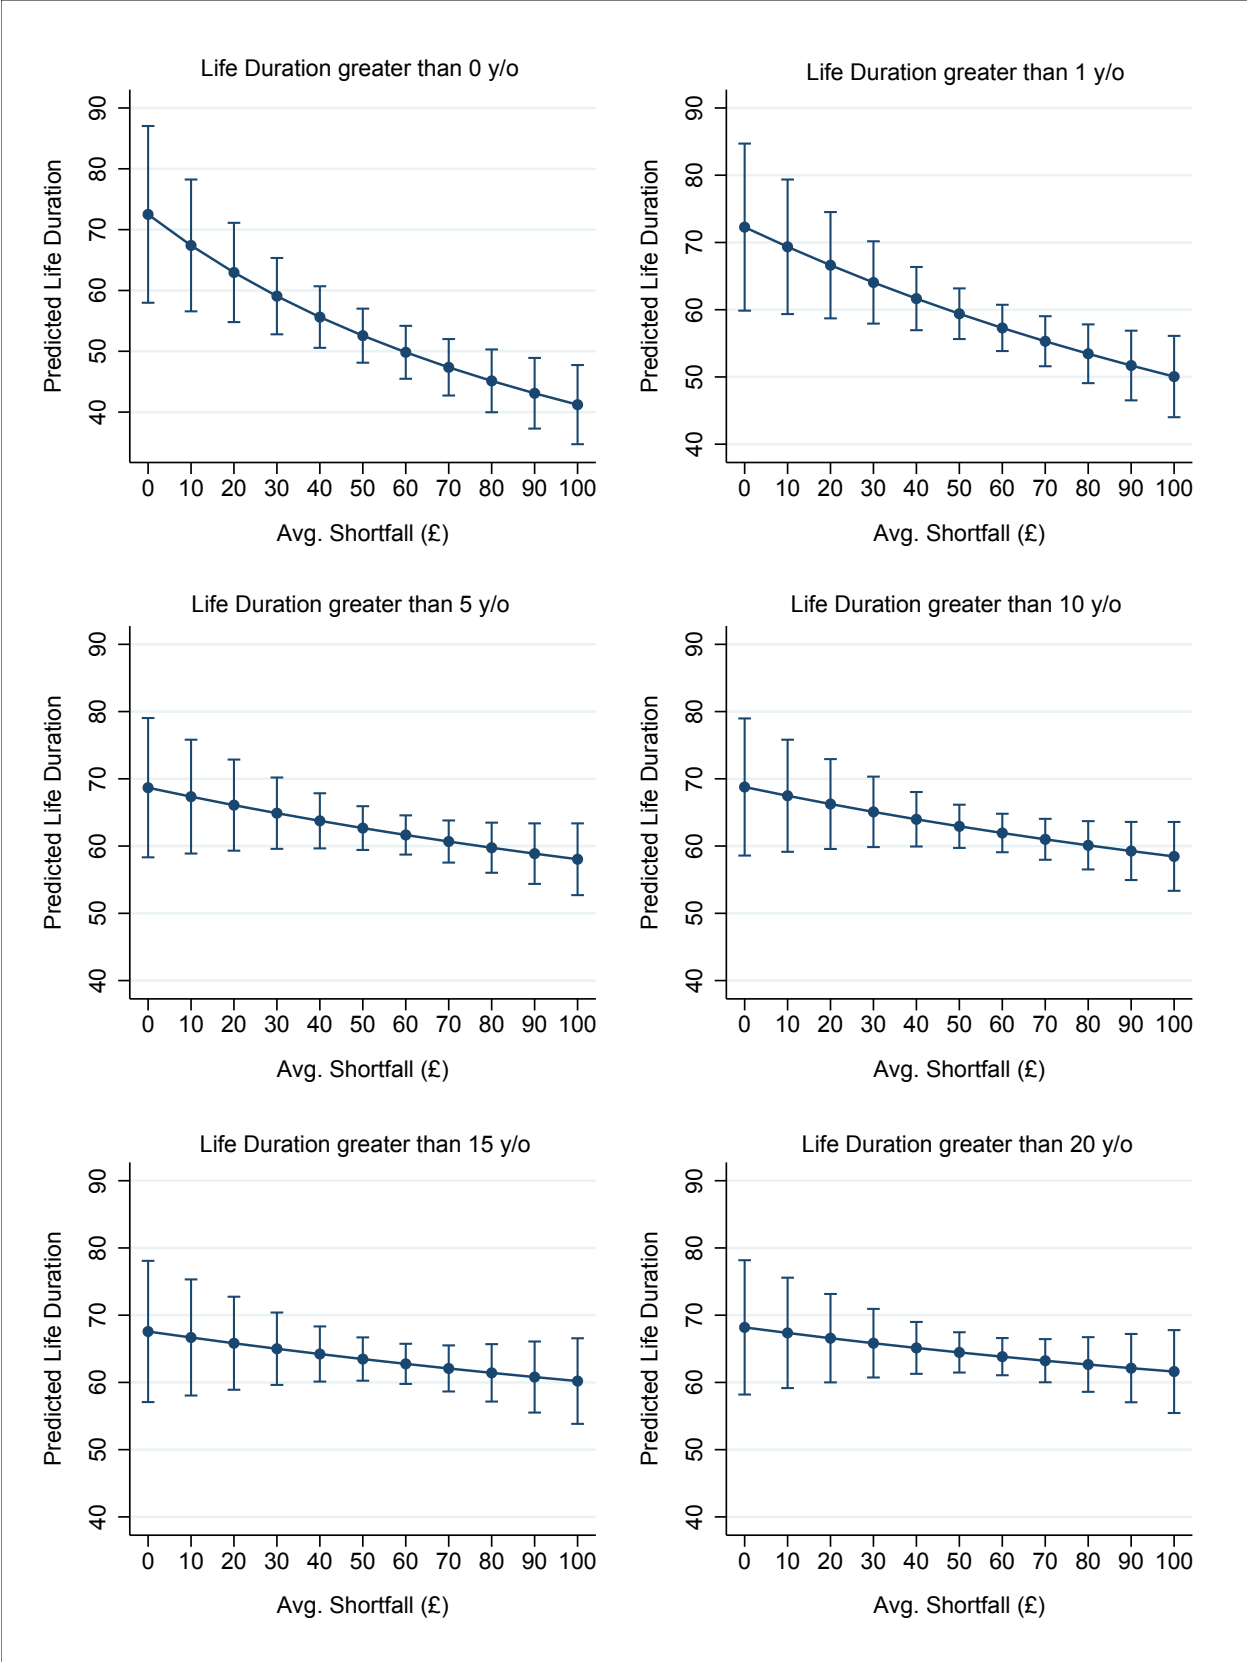 Life Duration greater than 0 y/o
Predicted Life Duration
90
80
70
60
50
40
0 10 20 30 40 50 60 70 80 90 100
Avg. Shortfall (£)
Life Duration greater than 1 y/o
Predicted Life Duration
90
80
70
60
50
40
0 10 20 30 40 50 60 70 80 90 100
Avg. Shortfall (£)
Life Duration greater than 5 y/o
Predicted Life Duration
90
80
70
60
50
40
0 10 20 30 40 50 60 70 80 90 100
Avg. Shortfall (£)
Life Duration greater than 10 y/o
Predicted Life Duration
90
80
70
60
50
40
0 10 20 30 40 50 60 70 80 90 100
Avg. Shortfall (£)
Life Duration greater than 15 y/o
Predicted Life Duration
90
80
70
60
50
40
0 10 20 30 40 50 60 70 80 90 100
Avg. Shortfall (£)
Life Duration greater than 20 y/o
Predicted Life Duration
90
80
70
60
50
40
0 10 20 30 40 50 60 70 80 90 100
Avg. Shortfall (£)